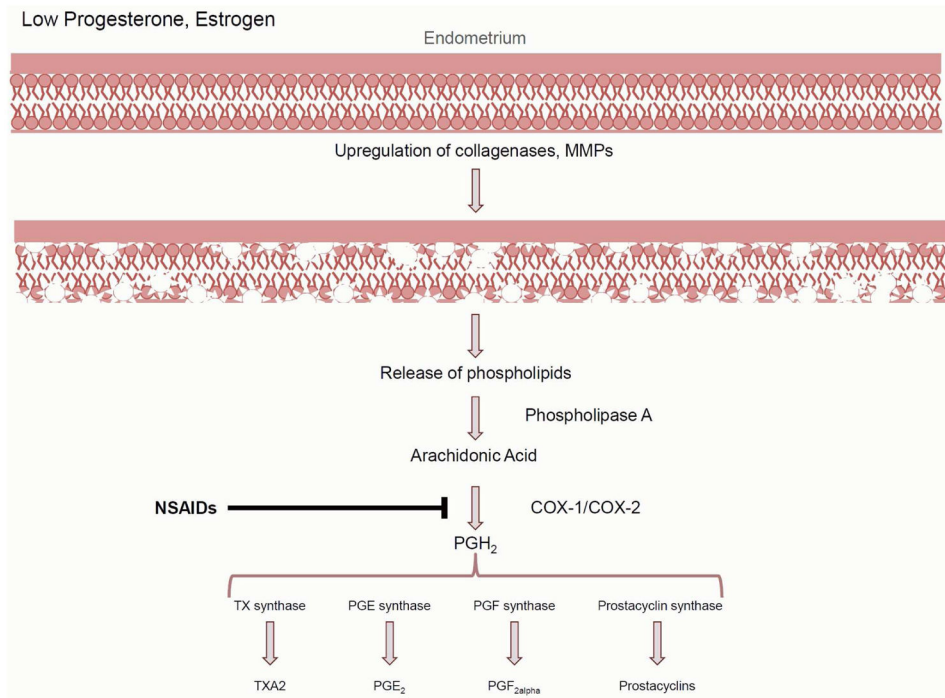 Low Progesterone, Estrogen
Endometrium
Upregulation of collagenases, MMPs
Release of phospholipids
Phospholipase A
Arachidonic Acid
NSAIDs
COX-1/COX-2
PGH₂
TX synthase PGE synthase PGF synthase Prostacyclin synthase
TXA2 PGE₂ PGF₂alpha Prostacyclins